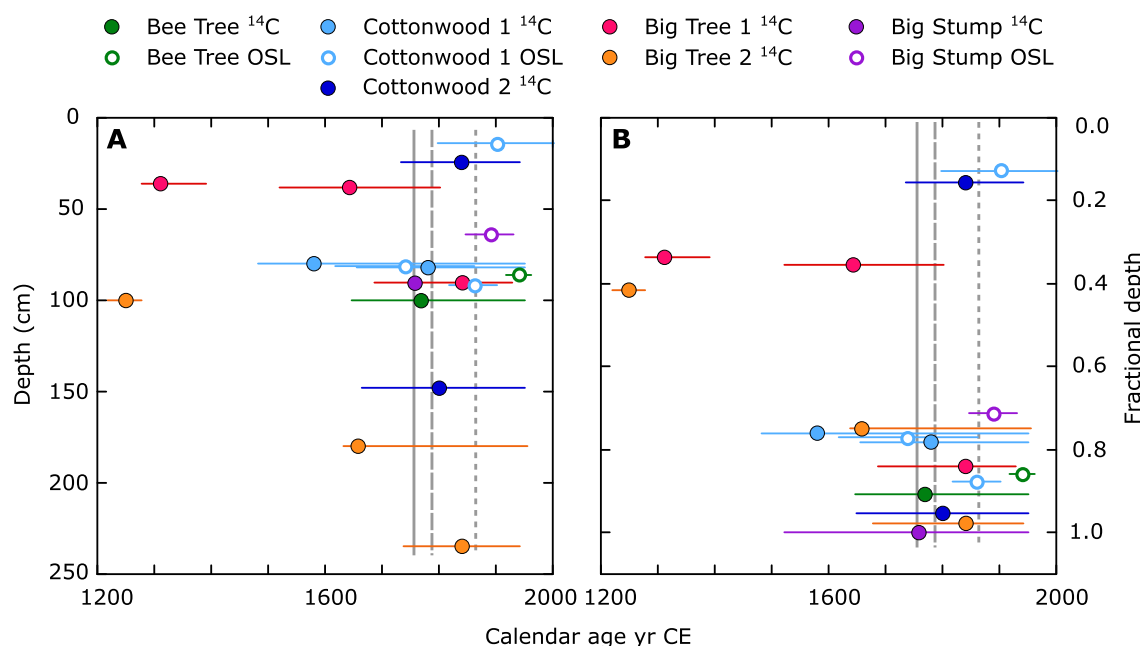 Bee Tree ¹⁴C Cottonwood 1 ¹⁴C Big Tree 1 ¹⁴C Big Stump ¹⁴C
Bee Tree OSL Cottonwood 1 OSL Big Tree 2 ¹⁴C Big Stump OSL
Cottonwood 2 ¹⁴C
A
B
0
50
100
150
200
250
Depth (cm)
0.0
0.2
0.4
0.6
0.8
1.0
Fractional depth
1200 1600 2000 1200 1600 2000
Calendar age yr CE